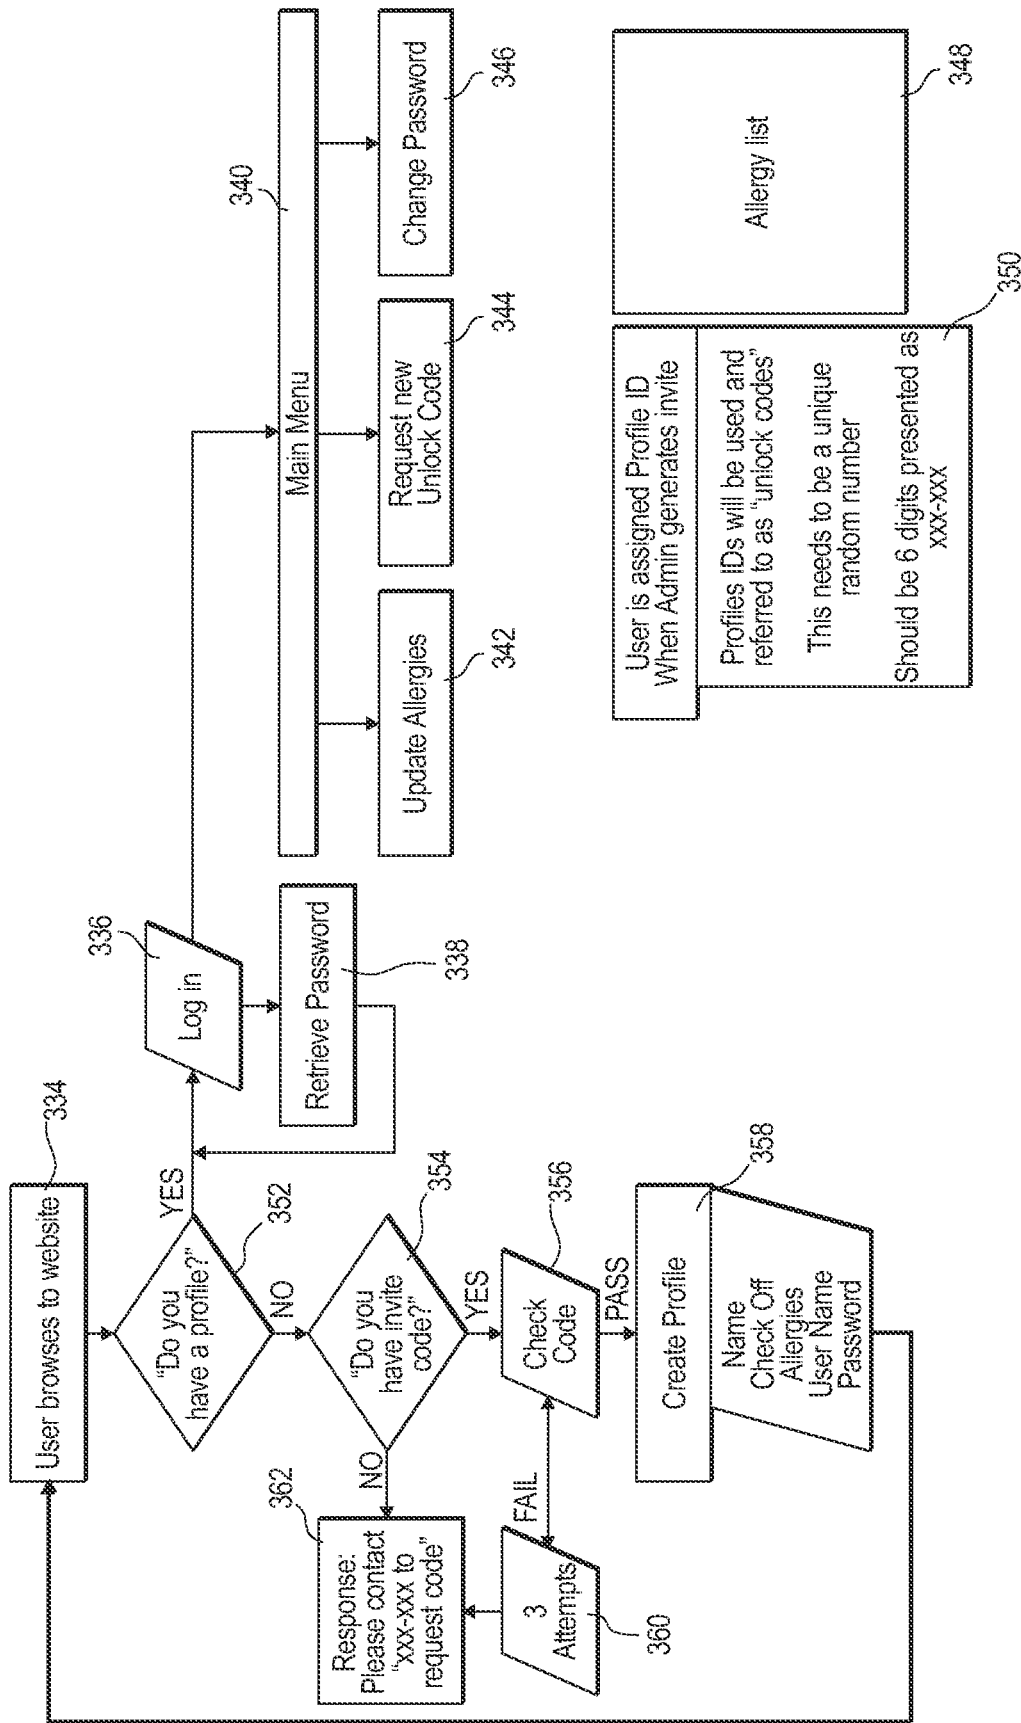 334
User browses to website
"Do you
have a profile?"
352
YES
NO
336
Log in
338
Retrieve Password
340
Main Menu
Update Allergies
342
Request new
Unlock Code
344
Change Password
346
"Do you
have invite
code?"
354
NO
YES
362
Response:
Please contact
"xxx-xxx to
request code"
Check
Code
356
FAIL
PASS
3
Attempts
360
Create Profile
358
Name
Check Off
Allergies
User Name
Password
User is assigned Profile ID
When Admin generates invite
Profiles IDs will be used and
referred to as "unlock codes"
This needs to be a unique
random number
Should be 6 digits presented as
xxx-xxx
350
Allergy list
348